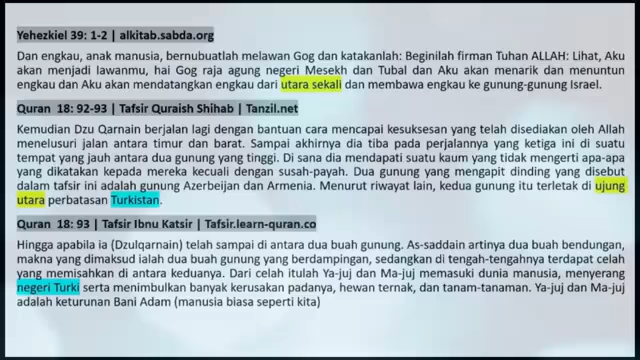 Yehezkiel 39: 1-2 | alkitab.sabda.org
Dan engkau, anak manusia, bernubuatlah melawan Gog dan katakanlah: Beginilah firman Tuhan ALLAH: Lihat, Aku
akan menjadi lawanmu, hai Gog raja agung negeri Mesekh dan Tubal dan Aku akan menarik dan menuntun
engkau dan Aku akan mendatangkan engkau dari utara sekali dan membawa engkau ke gunung-gunung Israel.
Quran 18: 92-93 | Tafsir Quraish Shihab | Tanzil.net
Kemudian Dzu Qarnain berjalan lagi dengan bantuan cara mencapai kesuksesan yang telah disediakan oleh Allah
menelusuri jalan antara timur dan barat. Sampai akhirnya dia tiba pada perjalannya yang ketiga ini di suatu
tempat yang jauh antara dua gunung yang tinggi. Di sana dia mendapati suatu kaum yang tidak mengerti apa-apa
yang dikatakan kepada mereka kecuali dengan susah-payah. Dua gunung yang mengapit dinding yang disebut
dalam tafsir ini adalah gunung Azerbeijan dan Armenia. Menurut riwayat lain, kedua gunung itu terletak di ujung
utara perbatasan Turkistan.
Quran 18: 93 | Tafsir Ibnu Katsir | Tafsir.learn-quran.co
Hingga apabila ia (Dzulqarnain) telah sampai di antara dua buah gunung. As-saddain artinya dua buah bendungan,
makna yang dimaksud ialah dua buah gunung yang berdampingan, sedangkan di tengah-tengahnya terdapat celah
yang memisahkan di antara keduanya. Dari celah itulah Ya-juj dan Ma-juj memasuki dunia manusia, menyerang
negeri Turki serta menimbulkan banyak kerusakan padanya, hewan ternak, dan tanam-tanaman. Ya-juj dan Ma-juj
adalah keturunan Bani Adam (manusia biasa seperti kita)